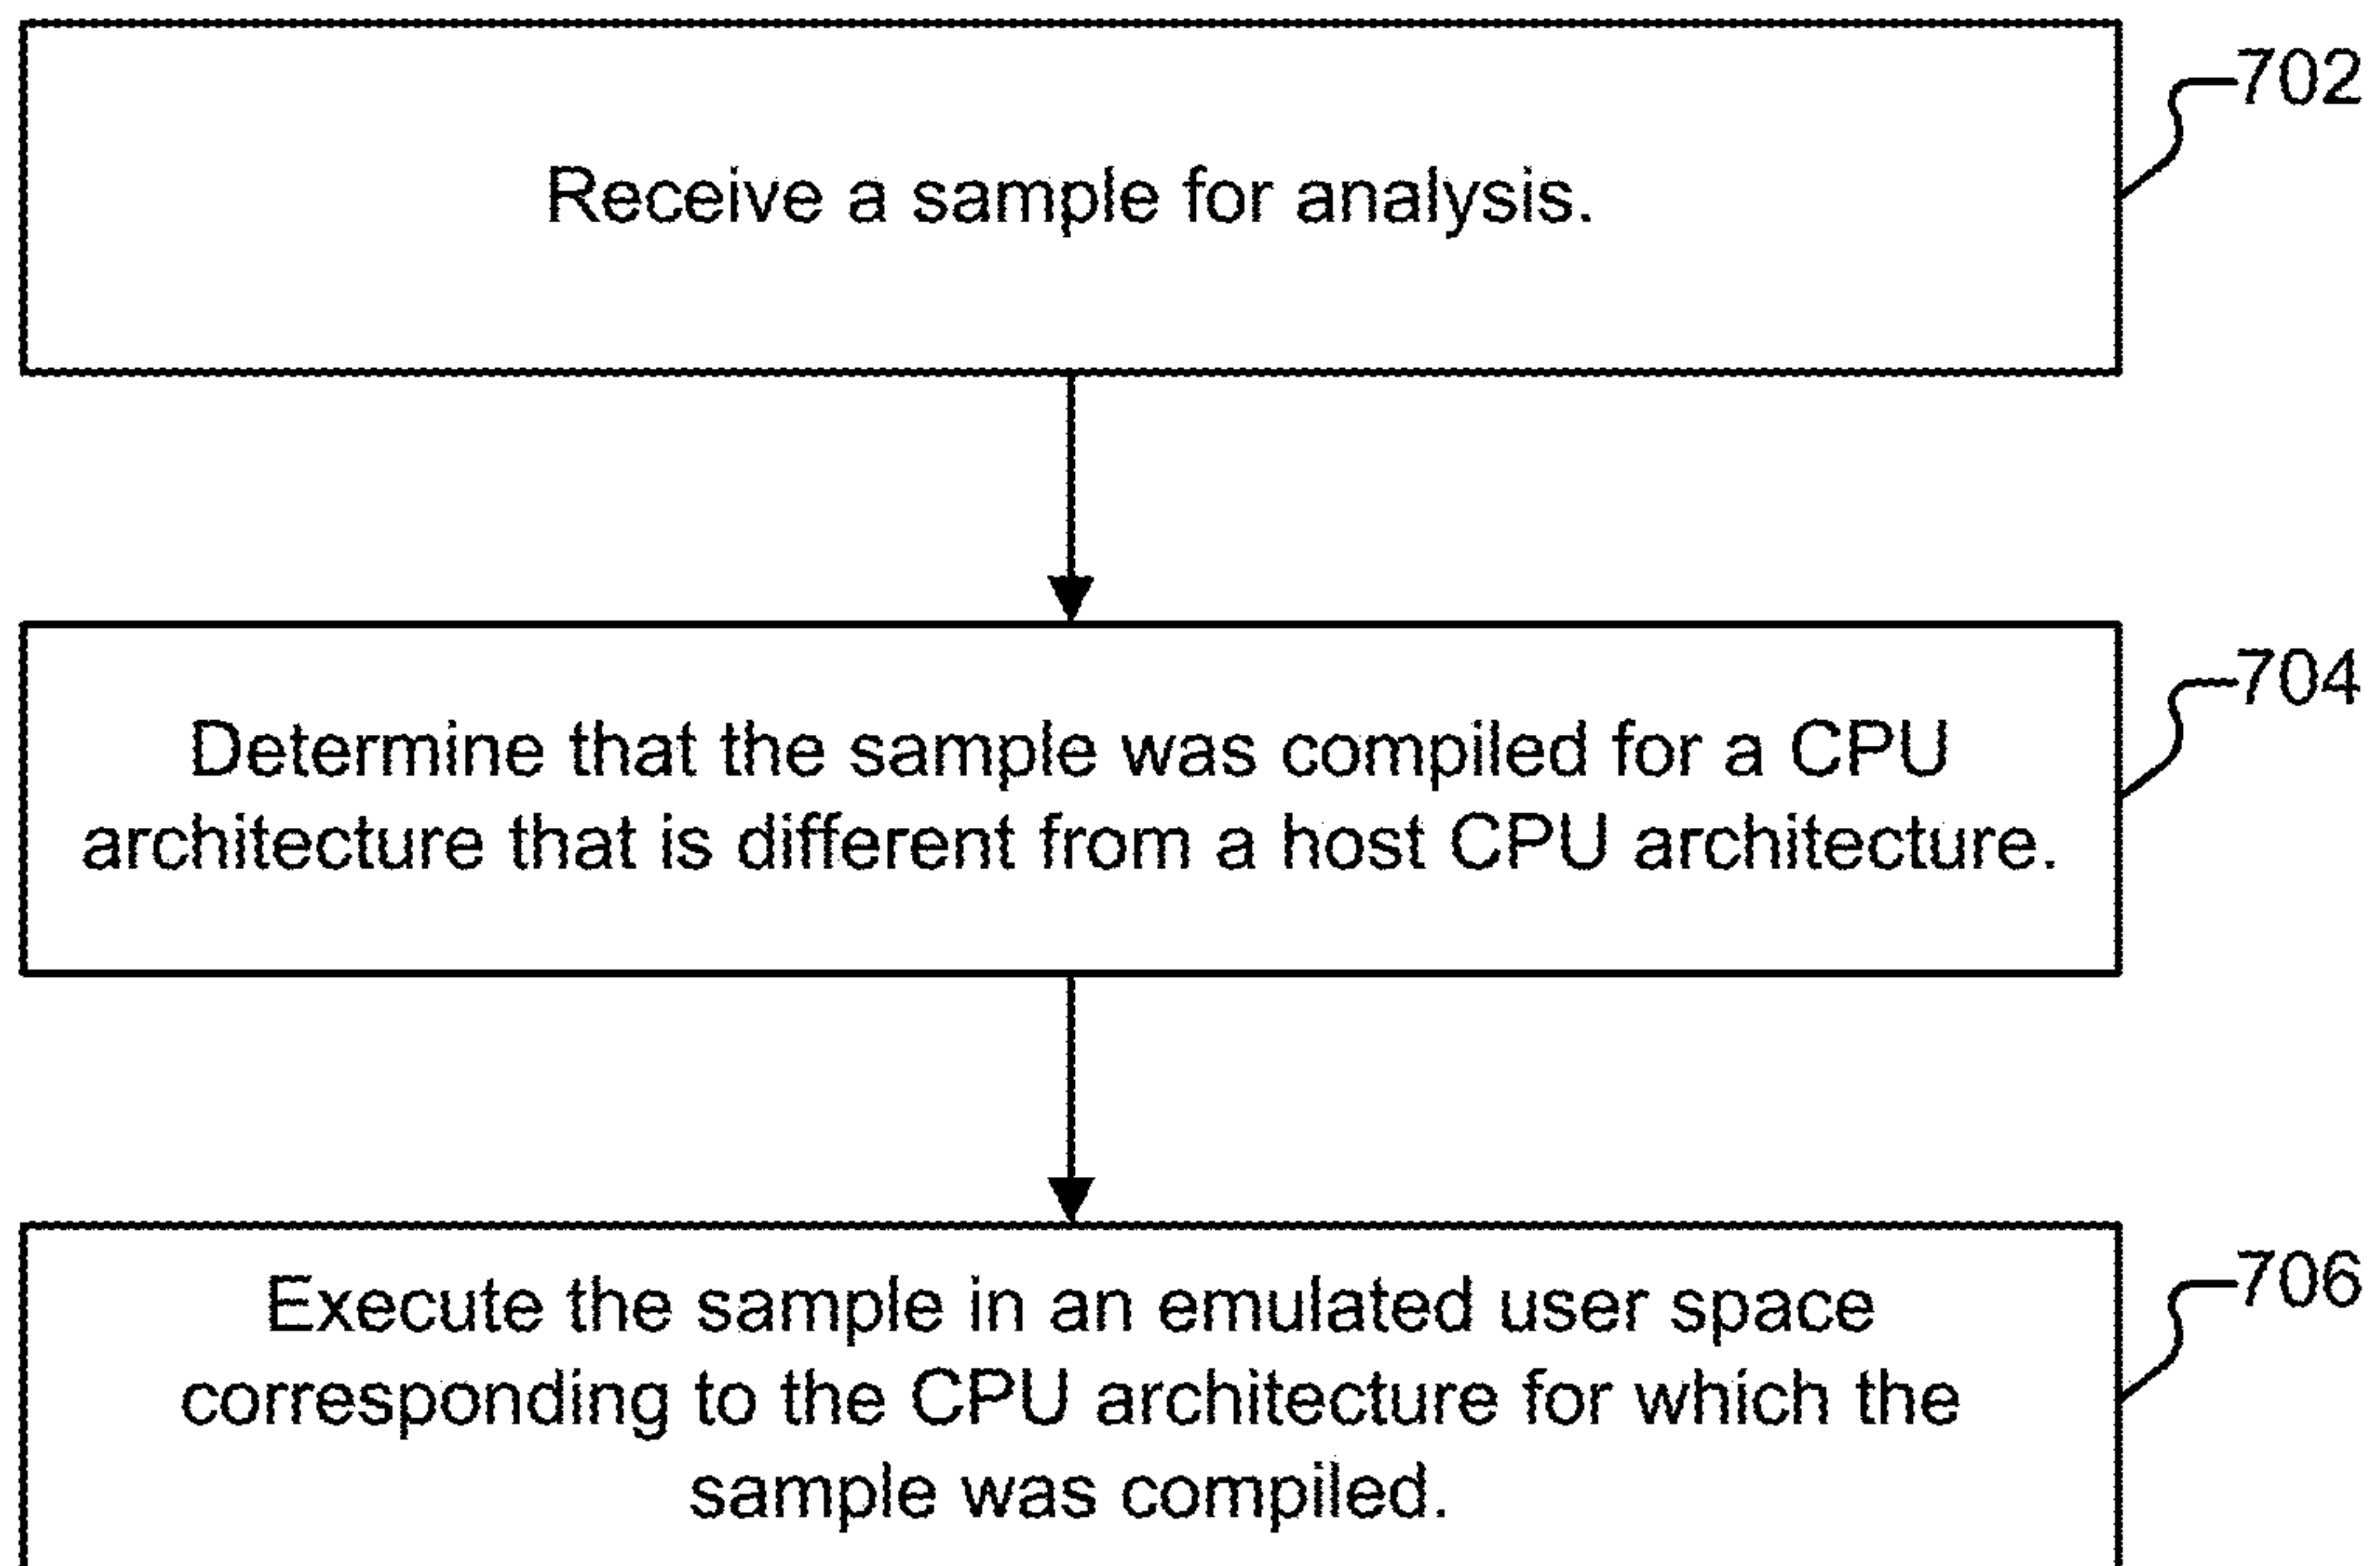 702
Receive a sample for analysis.
704
Determine that the sample was compiled for a CPU
architecture that is different from a host CPU architecture.
706
Execute the sample in an emulated user space
corresponding to the CPU architecture for which the
sample was compiled.